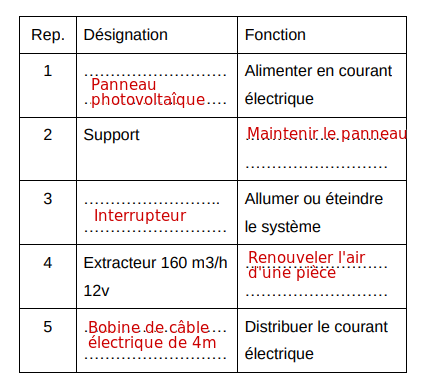 Rep. Désignation Fonction
1 ……………………… Alimenter en courant
Panneau
photovoltaîque électrique
2 Support Maintenir le panneau
………………………
3 …………………….. Allumer ou éteindre
Interrupteur
……………………… le système
4 Extracteur 160 m3/h Renouveler l'air
d'une pièce
12v ………………………
5 Bobine de câble Distribuer le courant
électrique de 4m
……………………… électrique